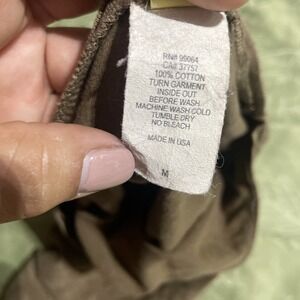 RN# 99064
CA# 37757
100% COTTON
TURN GARMENT
INSIDE OUT
BEFORE WASH
MACHINE WASH COLD
TUMBLE DRY
NO BLEACH
MADE IN USA
M